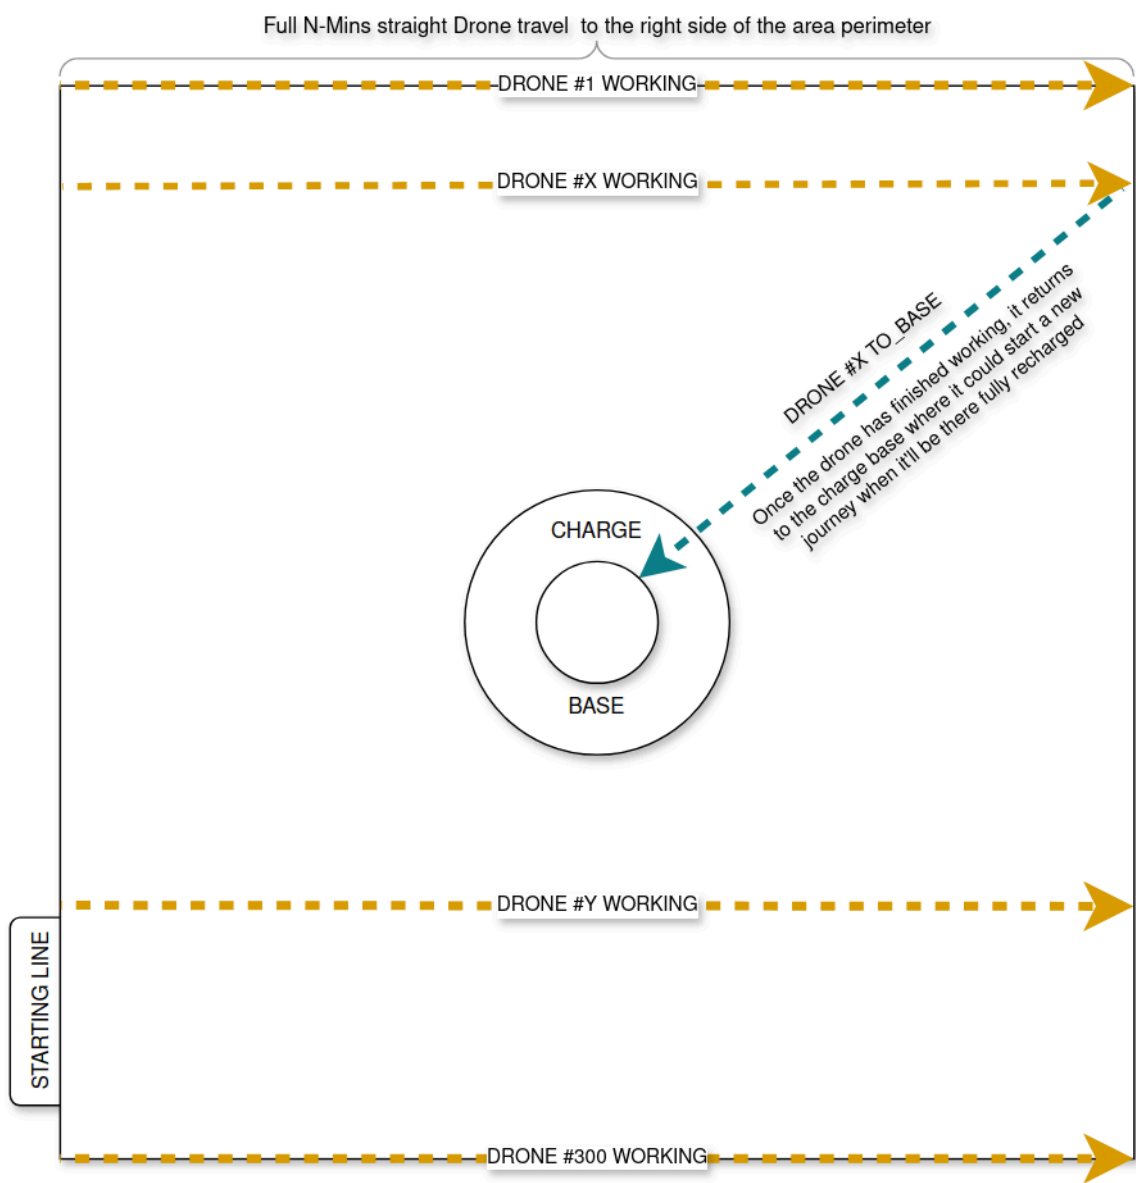 Full N-Mins straight Drone travel  to the right side of the area perimeter
DRONE #1 WORKING
DRONE #X WORKING
DRONE #X TO_BASE
Once the drone has finished working, it returns
to the charge base where it could start a new
journey when it'll be there fully recharged
CHARGE
BASE
DRONE #Y WORKING
STARTING LINE
DRONE #300 WORKING